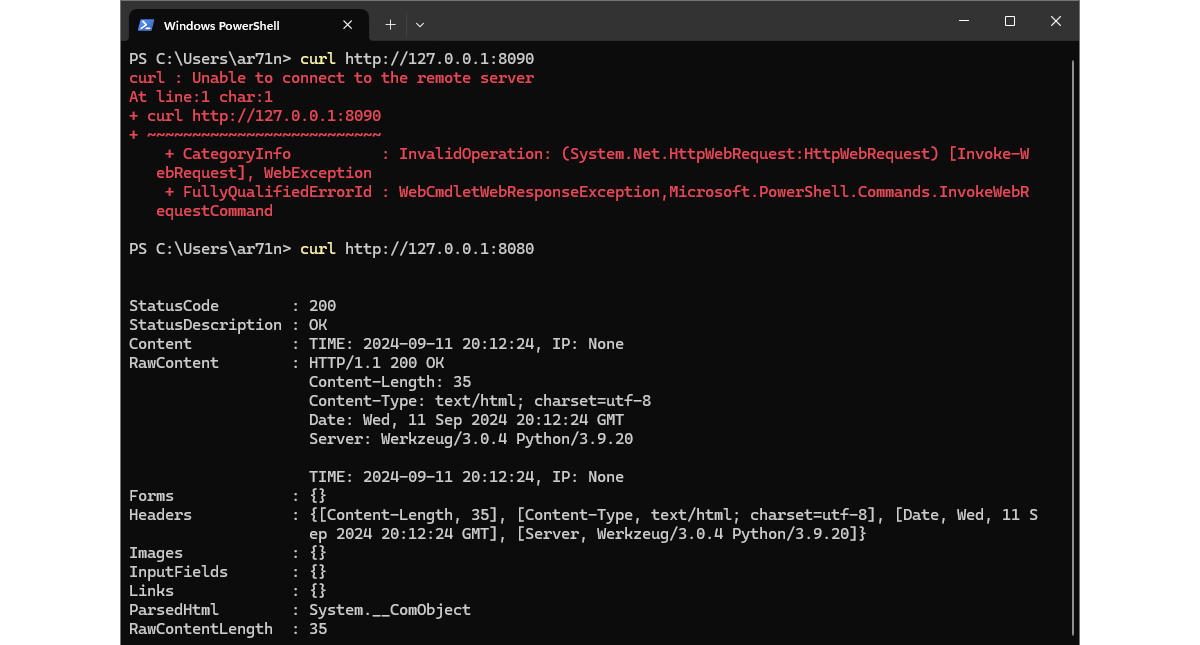 Windows PowerShell
PS C:\Users\ar71n> curl http://127.0.0.1:8090
curl : Unable to connect to the remote server
At line:1 char:1
+ curl http://127.0.0.1:8090
+ ~~~~~~~~~~~~~~~~~~~~~~~~~~
    + CategoryInfo          : InvalidOperation: (System.Net.HttpWebRequest:HttpWebRequest) [Invoke-W
   ebRequest], WebException
    + FullyQualifiedErrorId : WebCmdletWebResponseException,Microsoft.PowerShell.Commands.InvokeWebR
   equestCommand
PS C:\Users\ar71n> curl http://127.0.0.1:8080
StatusCode        : 200
StatusDescription : OK
Content           : TIME: 2024-09-11 20:12:24, IP: None
RawContent        : HTTP/1.1 200 OK
                    Content-Length: 35
                    Content-Type: text/html; charset=utf-8
                    Date: Wed, 11 Sep 2024 20:12:24 GMT
                    Server: Werkzeug/3.0.4 Python/3.9.20
                    TIME: 2024-09-11 20:12:24, IP: None
Forms             : {}
Headers           : {[Content-Length, 35], [Content-Type, text/html; charset=utf-8], [Date, Wed, 11 S
                    ep 2024 20:12:24 GMT], [Server, Werkzeug/3.0.4 Python/3.9.20]}
Images            : {}
InputFields       : {}
Links             : {}
ParsedHtml        : System.__ComObject
RawContentLength  : 35